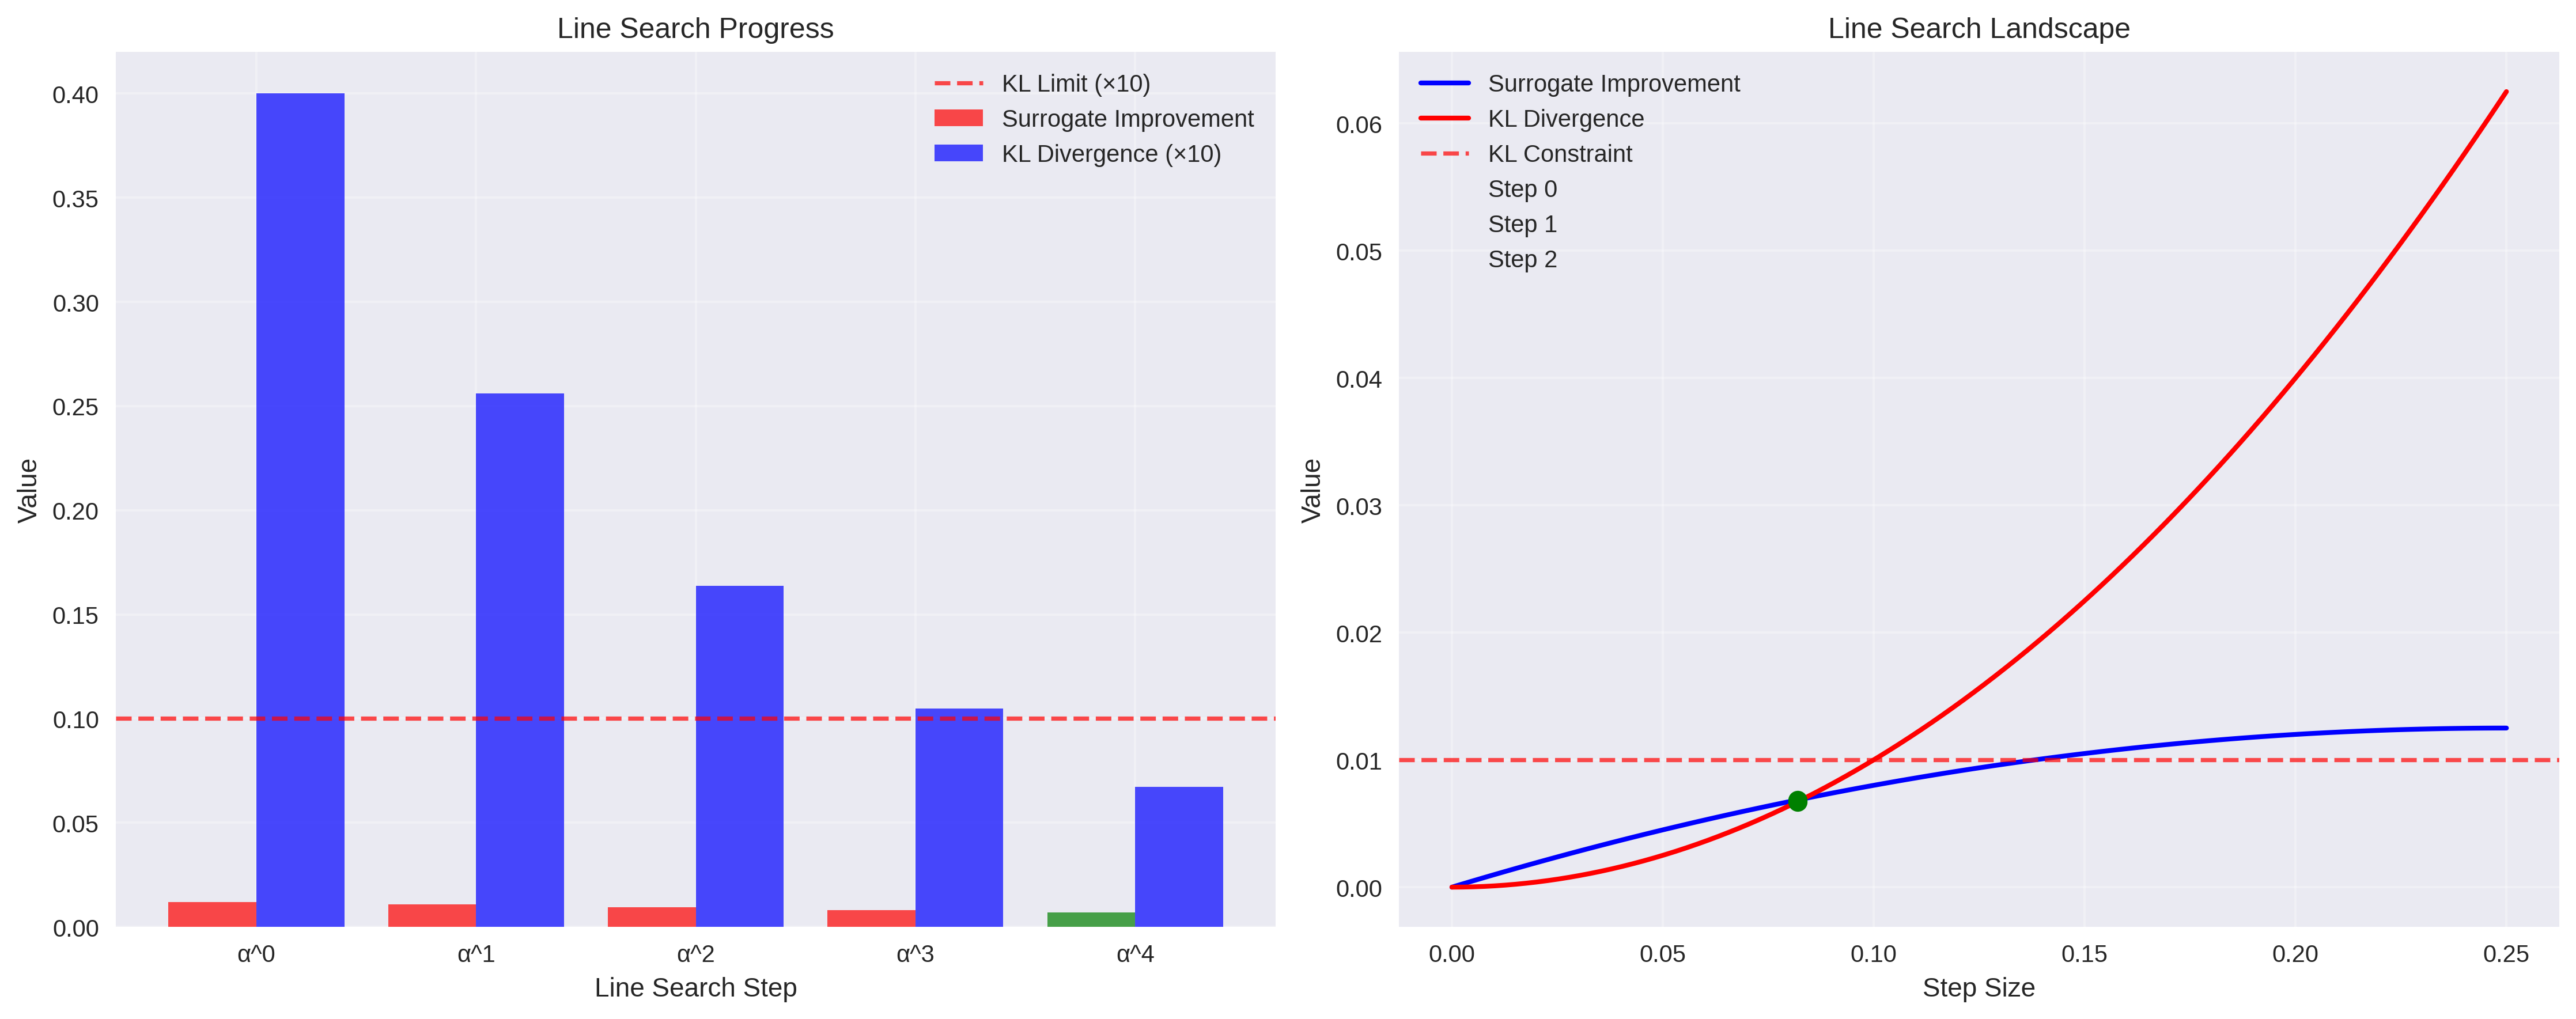 Line Search Progress
KL Limit (×10)
Surrogate Improvement
KL Divergence (×10)
Value
0.40
0.35
0.30
0.25
0.20
0.15
0.10
0.05
0.00
α^0
α^1
α^2
α^3
α^4
Line Search Step
Line Search Landscape
Surrogate Improvement
KL Divergence
KL Constraint
Step 0
Step 1
Step 2
Value
0.06
0.05
0.04
0.03
0.02
0.01
0.00
0.00
0.05
0.10
0.15
0.20
0.25
Step Size